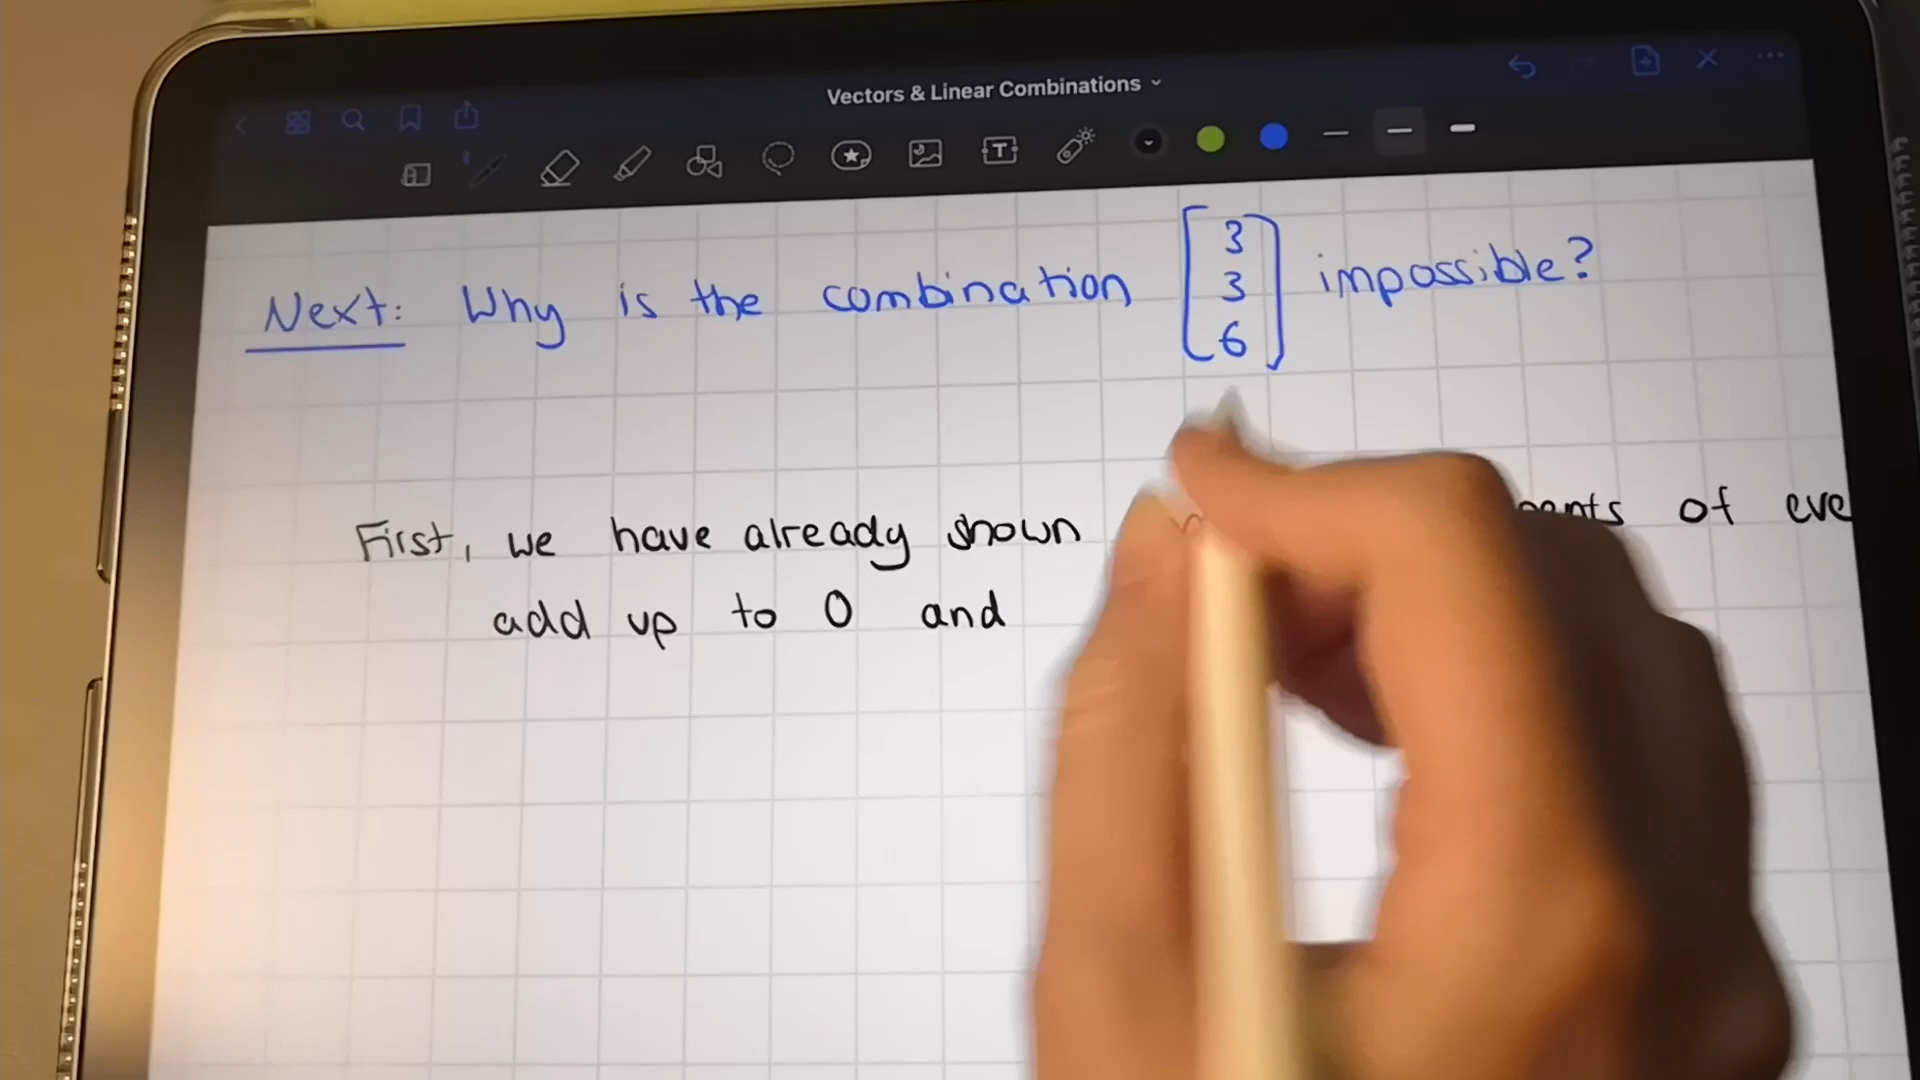 Vectors & Linear Combinations
T
Next: Why is the combination [3 3 6] impossible?
First, we have already shown of
add up to 0 and